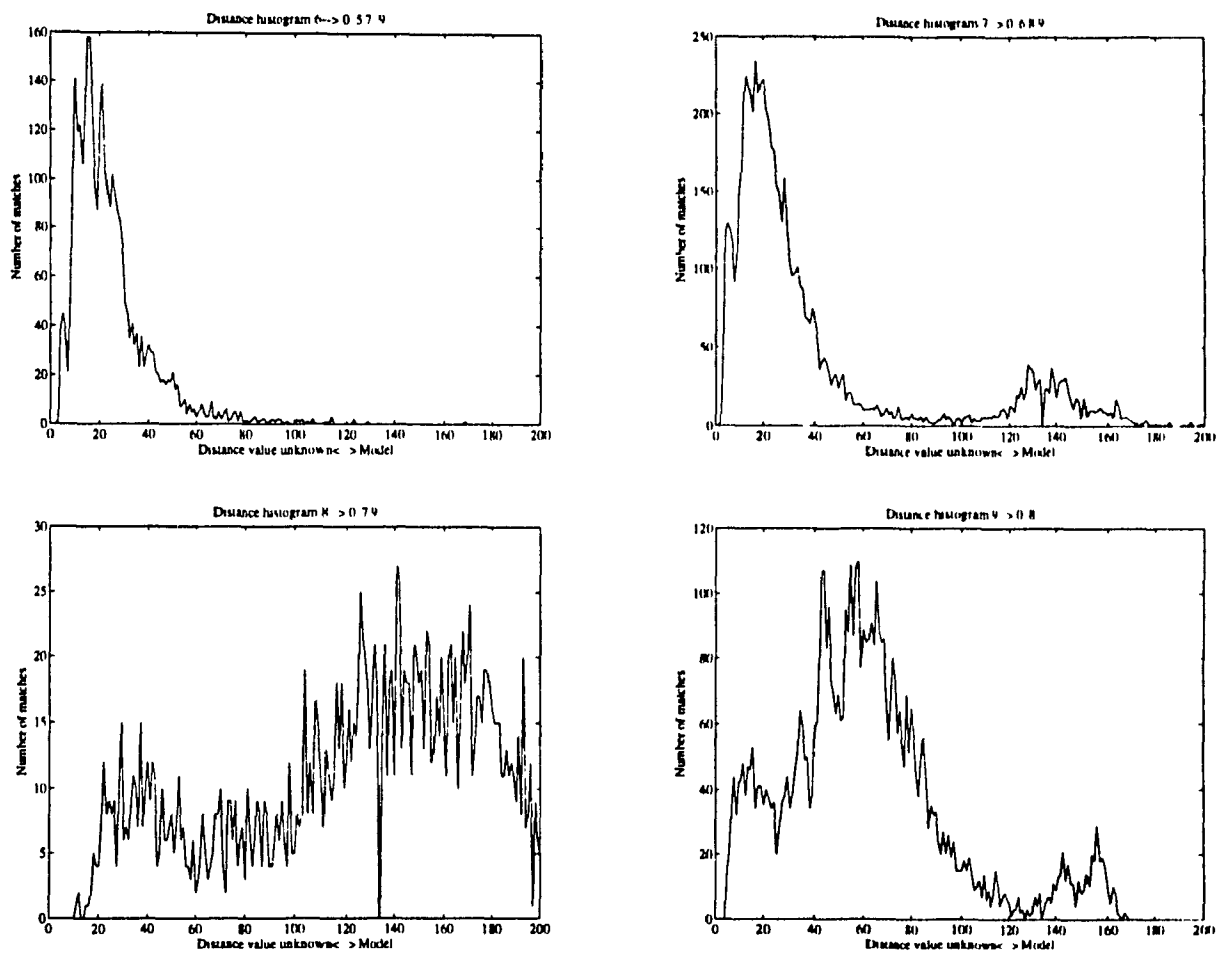 Distance histogram 6--> 0 5 7 9
160
140
120
100
80
60
40
20
0
Number of matches
0 20 40 60 80 100 120 140 160 180 200
Distance value unknown< > Model
Distance histogram 7 > 0 6 8 9
250
200
150
100
50
0
Number of matches
0 20 40 60 80 100 120 140 160 180 200
Distance value unknown< > Model
Distance histogram 8 > 0 7 9
30
25
20
15
10
5
0
Number of matches
0 20 40 60 80 100 120 140 160 180 200
Distance value unknown< > Model
Distance histogram 9 > 0 8
120
100
80
60
40
20
0
Number of matches
0 20 40 60 80 100 120 140 160 180 200
Distance value unknown< > Model